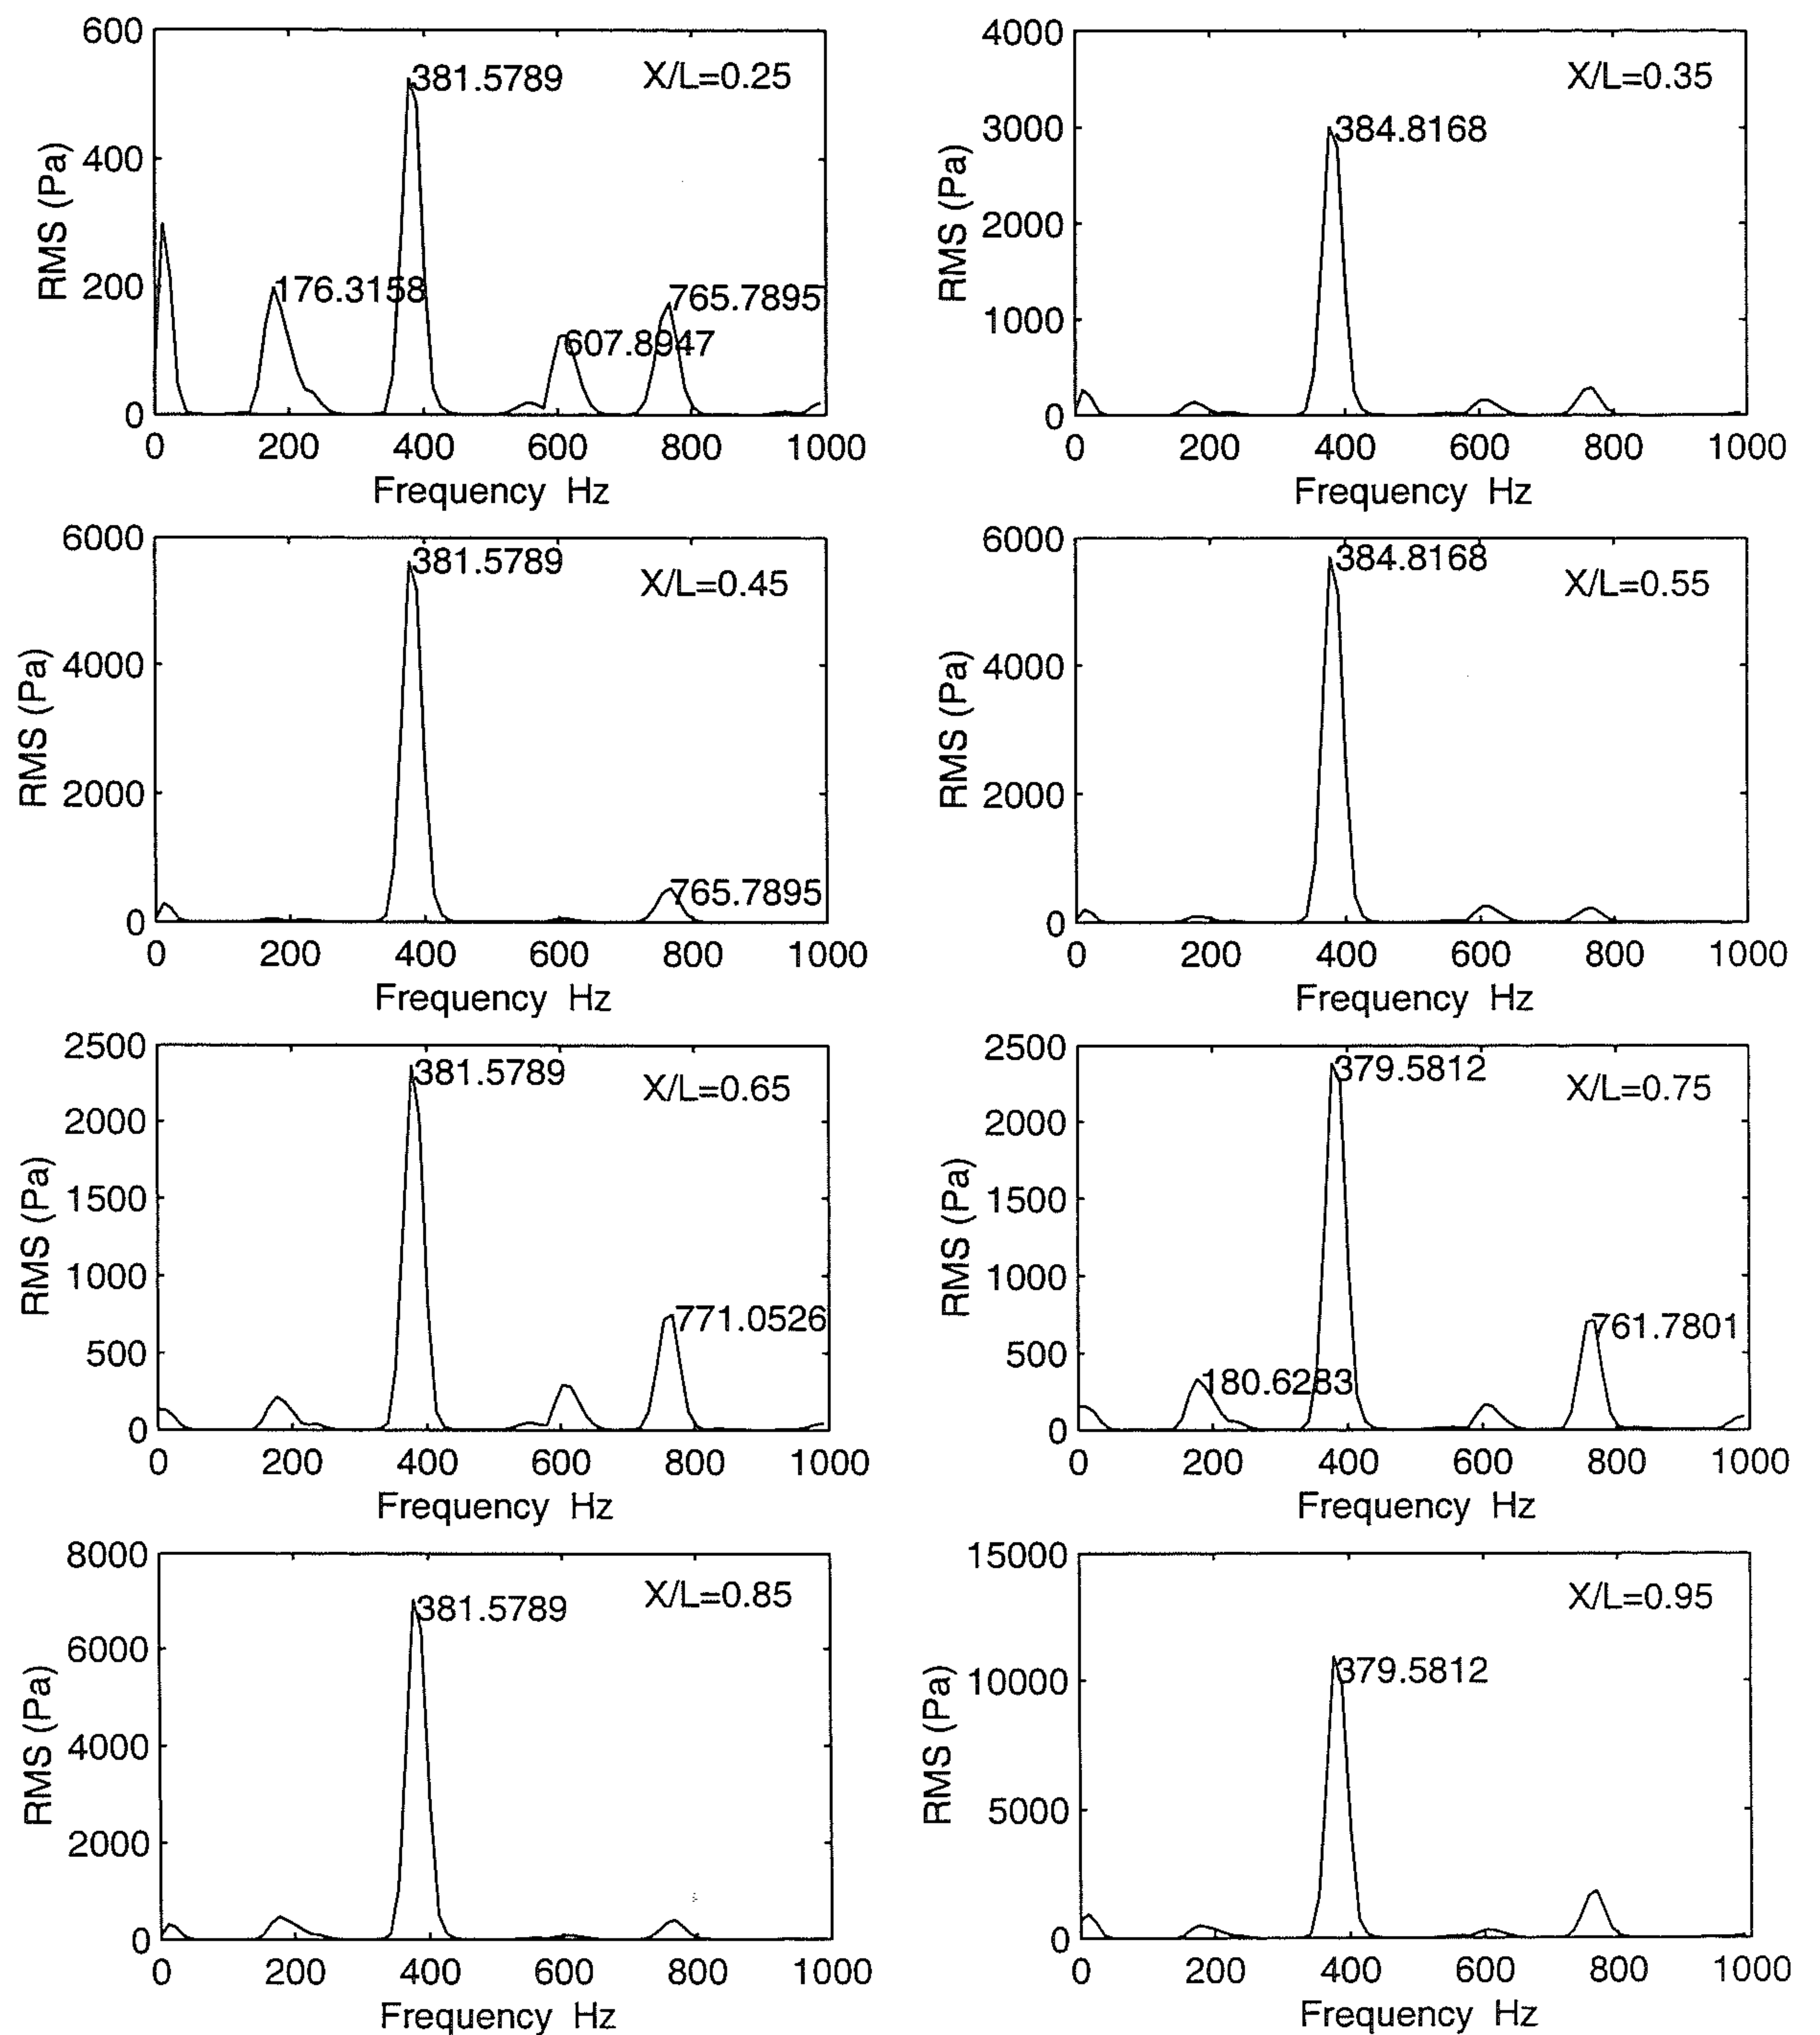 600
400
200
0
RMS (Pa)
381.5789
X/L=0.25
176.3158
607.8947
765.7895
0 200 400 600 800 1000
Frequency Hz
4000
3000
2000
1000
0
RMS (Pa)
384.8168
X/L=0.35
0 200 400 600 800 1000
Frequency Hz
6000
4000
2000
0
RMS (Pa)
381.5789
X/L=0.45
765.7895
0 200 400 600 800 1000
Frequency Hz
6000
4000
2000
0
RMS (Pa)
384.8168
X/L=0.55
0 200 400 600 800 1000
Frequency Hz
2500
2000
1500
1000
500
0
RMS (Pa)
381.5789
X/L=0.65
771.0526
0 200 400 600 800 1000
Frequency Hz
2500
2000
1500
1000
500
0
RMS (Pa)
379.5812
X/L=0.75
180.6283
761.7801
0 200 400 600 800 1000
Frequency Hz
8000
6000
4000
2000
0
RMS (Pa)
381.5789
X/L=0.85
0 200 400 600 800 1000
Frequency Hz
15000
10000
5000
0
RMS (Pa)
379.5812
X/L=0.95
0 200 400 600 800 1000
Frequency Hz